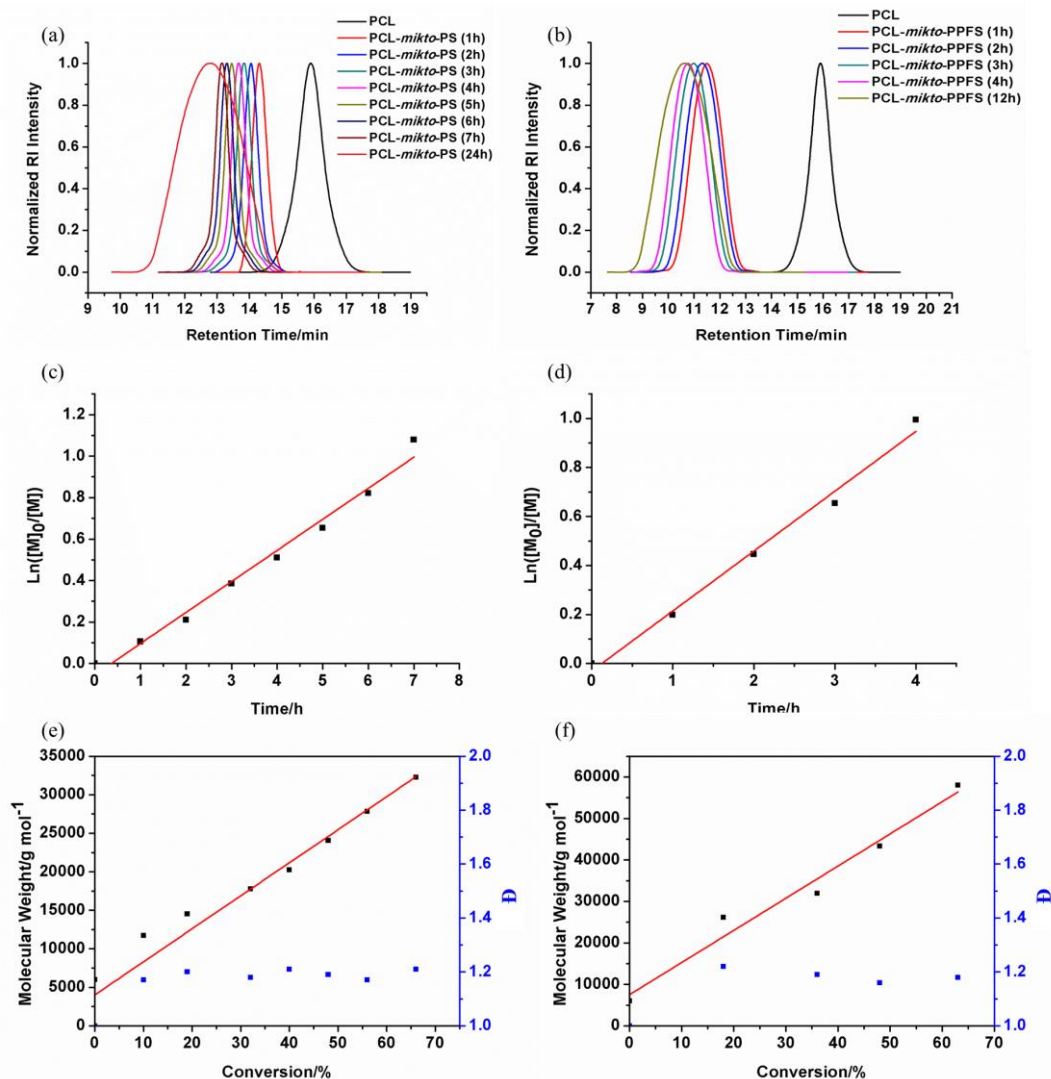 (a)
PCL
PCL-mikto-PS (1h)
PCL-mikto-PS (2h)
PCL-mikto-PS (3h)
PCL-mikto-PS (4h)
PCL-mikto-PS (5h)
PCL-mikto-PS (6h)
PCL-mikto-PS (7h)
PCL-mikto-PS (24h)
1.0
0.8
0.6
0.4
0.2
0.0
Normalized RI Intensity
9 10 11 12 13 14 15 16 17 18 19
Retention Time/min
(b)
PCL
PCL-mikto-PPFS (1h)
PCL-mikto-PPFS (2h)
PCL-mikto-PPFS (3h)
PCL-mikto-PPFS (4h)
PCL-mikto-PPFS (12h)
1.0
0.8
0.6
0.4
0.2
0.0
Normalized RI Intensity
7 8 9 10 11 12 13 14 15 16 17 18 19 20 21
Retention Time/min
(c)
1.2
1.0
0.8
0.6
0.4
0.2
0.0
Ln([M]0/[M])
0 1 2 3 4 5 6 7 8
Time/h
(d)
1.0
0.8
0.6
0.4
0.2
0.0
Ln([M0]/[M])
0 1 2 3 4
Time/h
(e)
35000
30000
25000
20000
15000
10000
5000
0
Molecular Weight/g mol-1
2.0
1.8
1.6
1.4
1.2
1.0
Đ
0 10 20 30 40 50 60 70
Conversion/%
(f)
60000
50000
40000
30000
20000
10000
0
Molecular Weight/g mol-1
2.0
1.8
1.6
1.4
1.2
1.0
Đ
0 10 20 30 40 50 60 70
Conversion/%